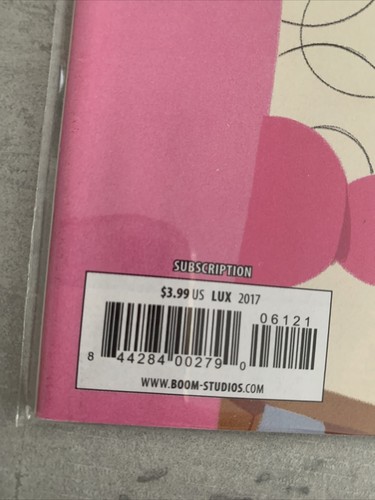 SUBSCRIPTION
$3.99 US LUX 2017
06121
8 44284 00279 0
WWW.BOOM-STUDIOS.COM